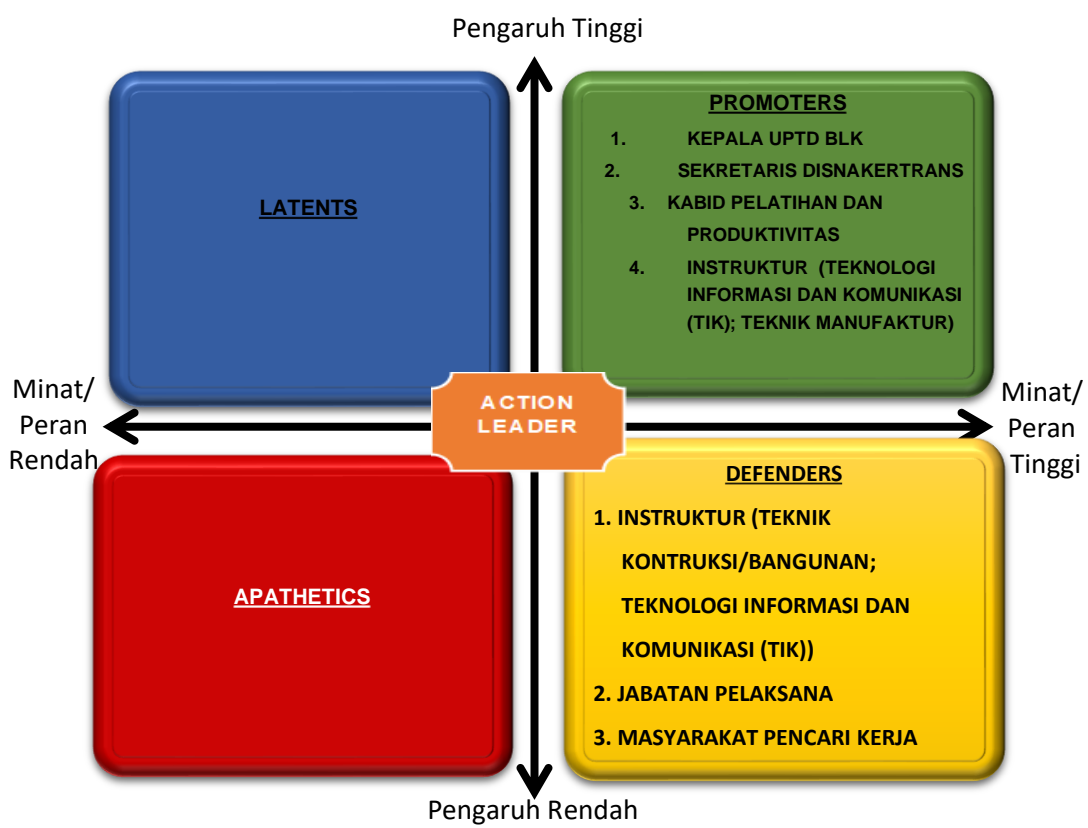 Pengaruh Tinggi
LATENTS
PROMOTERS
1. KEPALA UPTD BLK
2. SEKRETARIS DISNAKERTRANS
3. KABID PELATIHAN DAN
PRODUKTIVITAS
4. INSTRUKTUR (TEKNOLOGI
INFORMASI DAN KOMUNIKASI
(TIK); TEKNIK MANUFAKTUR)
Minat/
Peran
Rendah
ACTION
LEADER
Minat/
Peran
Tinggi
APATHETICS
DEFENDERS
1. INSTRUKTUR (TEKNIK
KONTRUKSI/BANGUNAN;
TEKNOLOGI INFORMASI DAN
KOMUNIKASI (TIK))
2. JABATAN PELAKSANA
3. MASYARAKAT PENCARI KERJA
Pengaruh Rendah